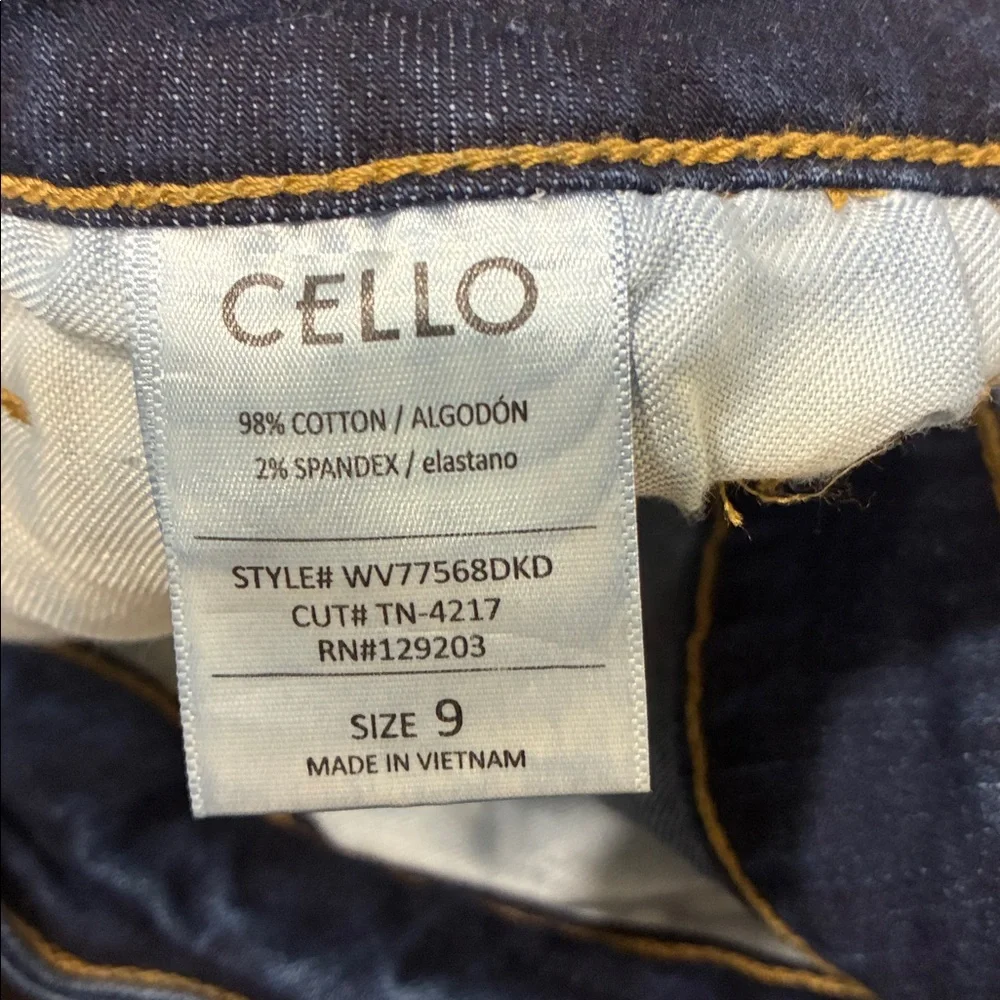 CELLO
98% COTTON / ALGODÓN
2% SPANDEX / elastano
STYLE# WV77568DKD
CUT# TN-4217
RN#129203
SIZE 9
MADE IN VIETNAM